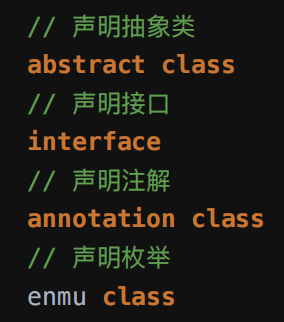 // 声明抽象类
abstract class
// 声明接口
interface
// 声明注解
annotation class
// 声明枚举
enmu class